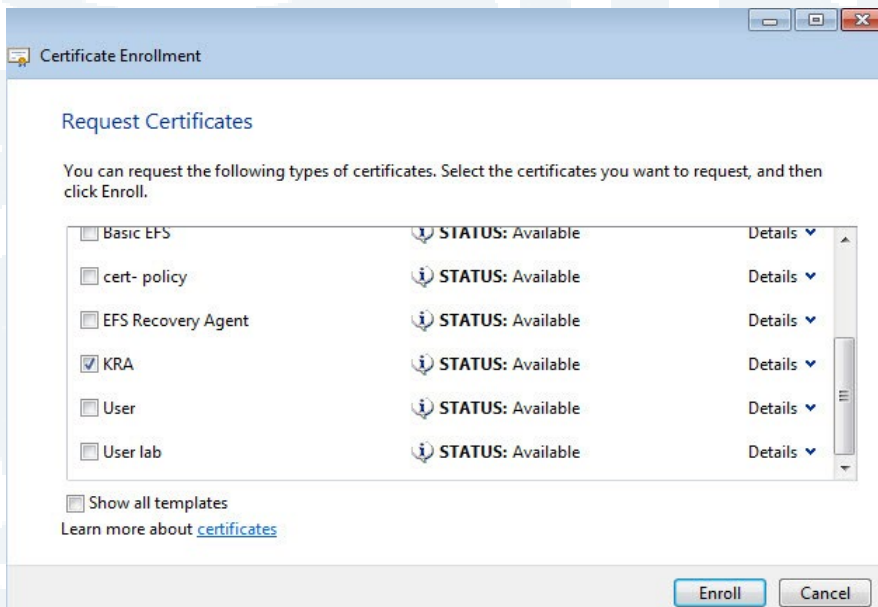 Certificate Enrollment
Request Certificates
You can request the following types of certificates. Select the certificates you want to request, and then
click Enroll.
Basic EFS STATUS: Available Details
cert- policy STATUS: Available Details
EFS Recovery Agent STATUS: Available Details
KRA STATUS: Available Details
User STATUS: Available Details
User lab STATUS: Available Details
Show all templates
Learn more about certificates
Enroll Cancel